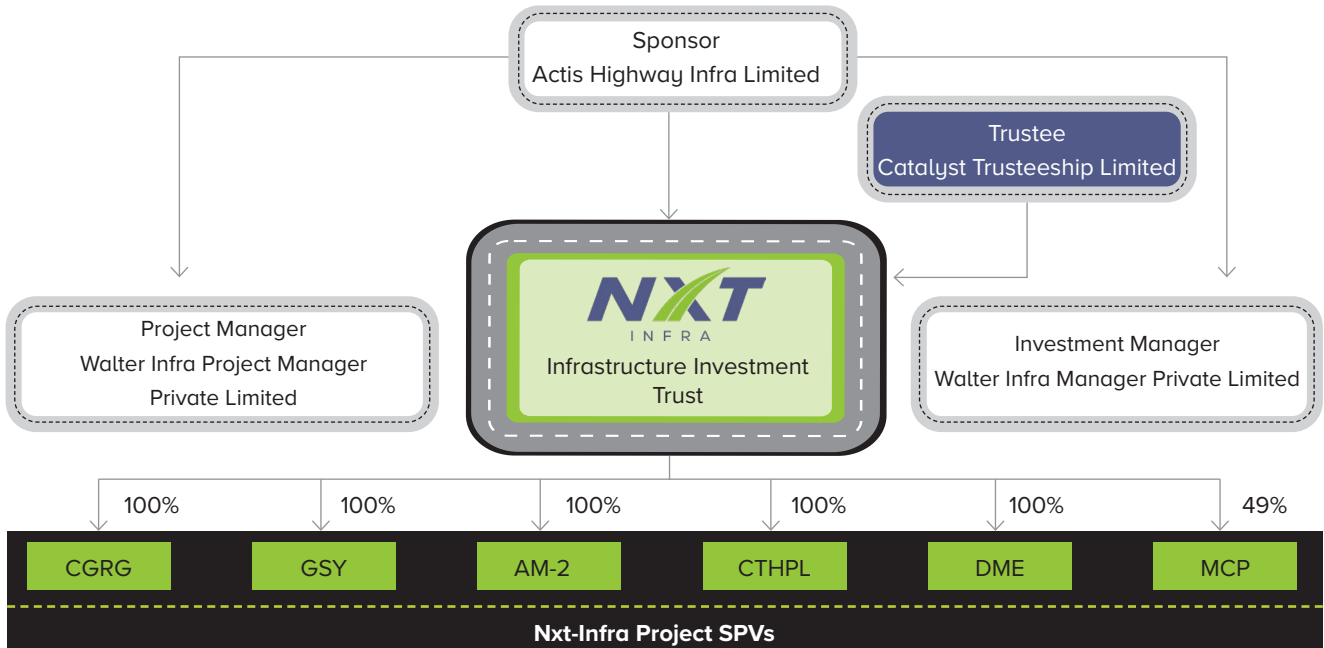 Sponsor
Actis Highway Infra Limited
Trustee
Catalyst Trusteeship Limited
NXT
INFRA
Infrastructure Investment
Trust
Project Manager
Walter Infra Project Manager
Private Limited
Investment Manager
Walter Infra Manager Private Limited
100% 100% 100% 100% 100% 49%
CGRG GSY AM-2 CTHPL DME MCP
Nxt-Infra Project SPVs